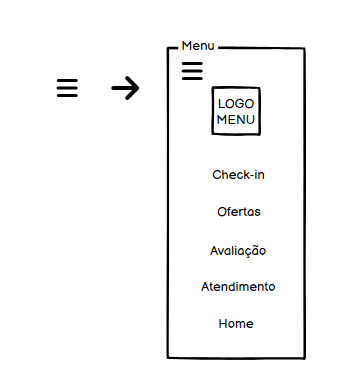 Menu
LOGO
MENU
Check-in
Ofertas
Avaliação
Atendimento
Home